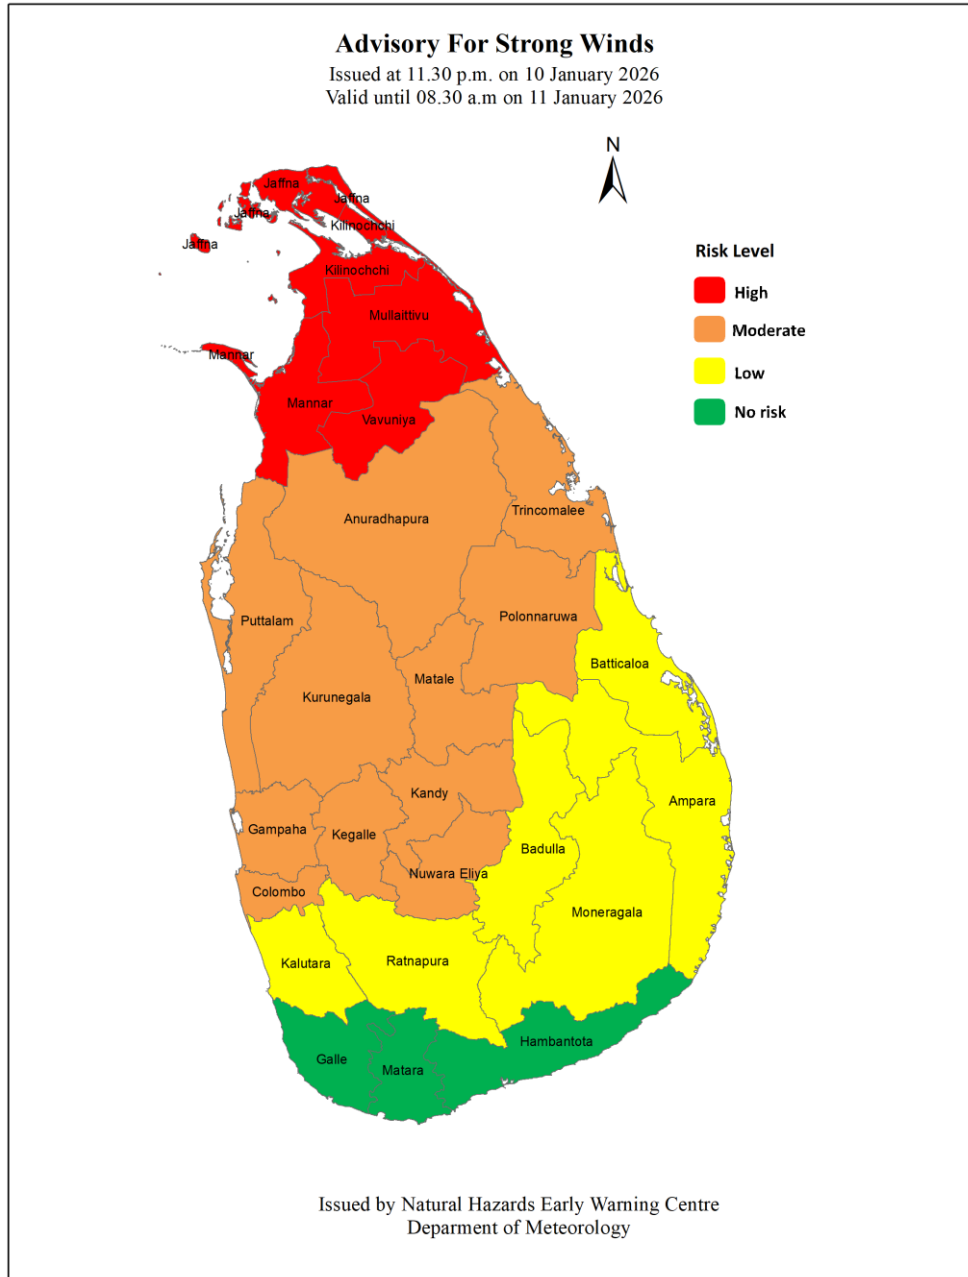 Advisory For Strong Winds
Issued at 11.30 p.m. on 10 January 2026
Valid until 08.30 a.m on 11 January 2026
N
Jaffna
Jaffna
Jaffna
Kilinochchi
Jaffna
Kilinochchi
Mullaittivu
Mannar
Mannar
Vavuniya
Anuradhapura
Trincomalee
Puttalam
Polonnaruwa
Batticaloa
Matale
Kurunegala
Kandy
Ampara
Gampaha
Kegalle
Badulla
Nuwara Eliya
Colombo
Moneragala
Kalutara
Ratnapura
Hambantota
Galle
Matara
Risk Level
High
Moderate
Low
No risk
Issued by Natural Hazards Early Warning Centre
Deparment of Meteorology